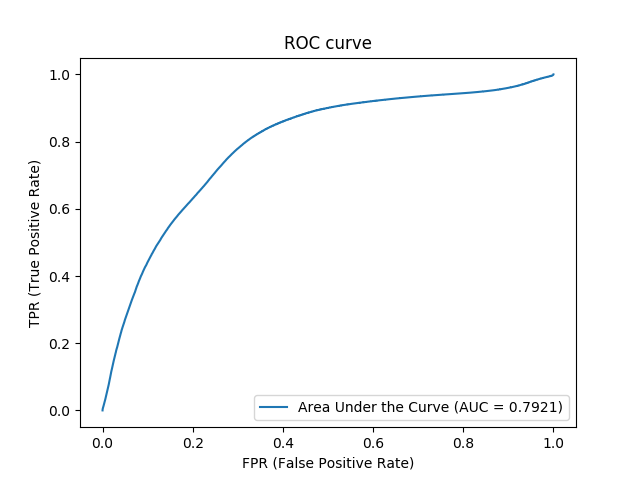 ROC curve
1.0
0.8
0.6
0.4
0.2
0.0
TPR (True Positive Rate)
Area Under the Curve (AUC = 0.7921)
0.0 0.2 0.4 0.6 0.8 1.0
FPR (False Positive Rate)